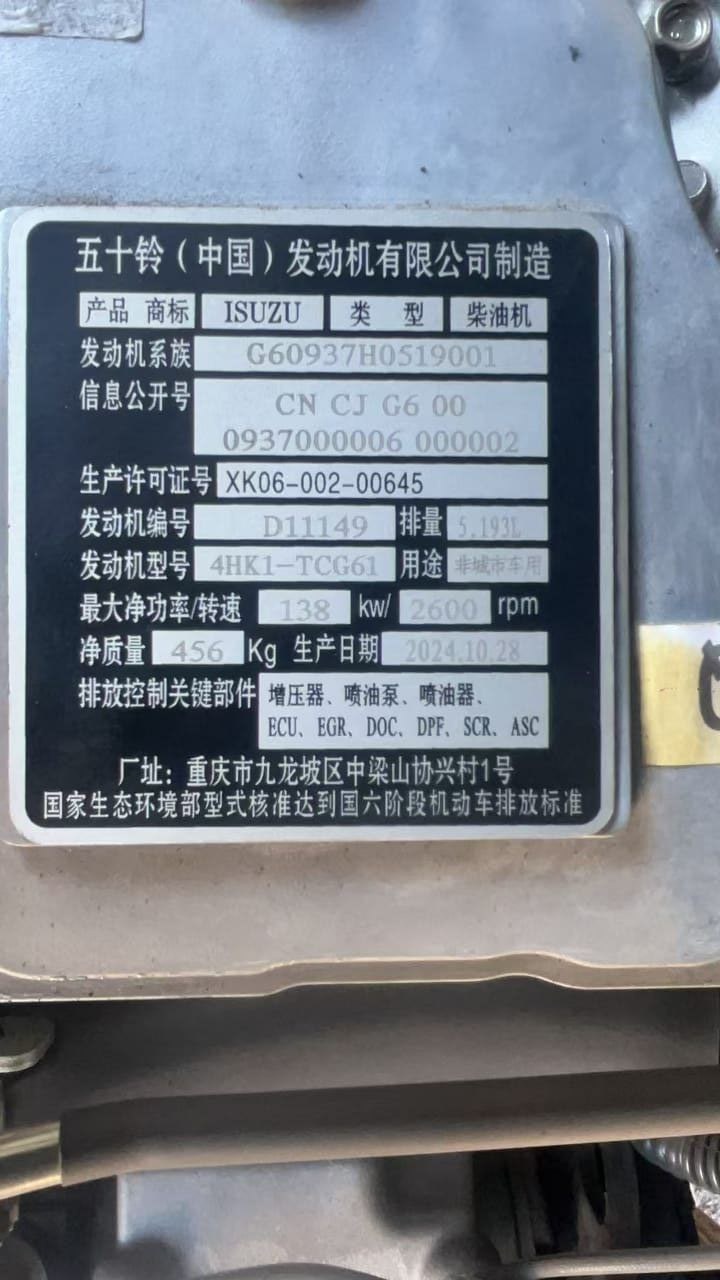 五十铃（中国）发动机有限公司制造
产品 商标 ISUZU 类 型 柴油机
发动机系族 G60937H0519001
信息公开号 CN CJ G6 00
0937000006 000002
生产许可证号 XK06-002-00645
发动机编号 D11149 排量 5.193L
发动机型号 4HK1-TCG61 用途 非城市车用
最大净功率/转速 138 kw/ 2600 rpm
净质量 456 Kg 生产日期 2024.10.28
排放控制关键部件 增压器、喷油泵、喷油器、
ECU、EGR、DOC、DPF、SCR、ASC
厂址：重庆市九龙坡区中梁山协兴村1号
国家生态环境部型式核准达到国六阶段机动车排放标准